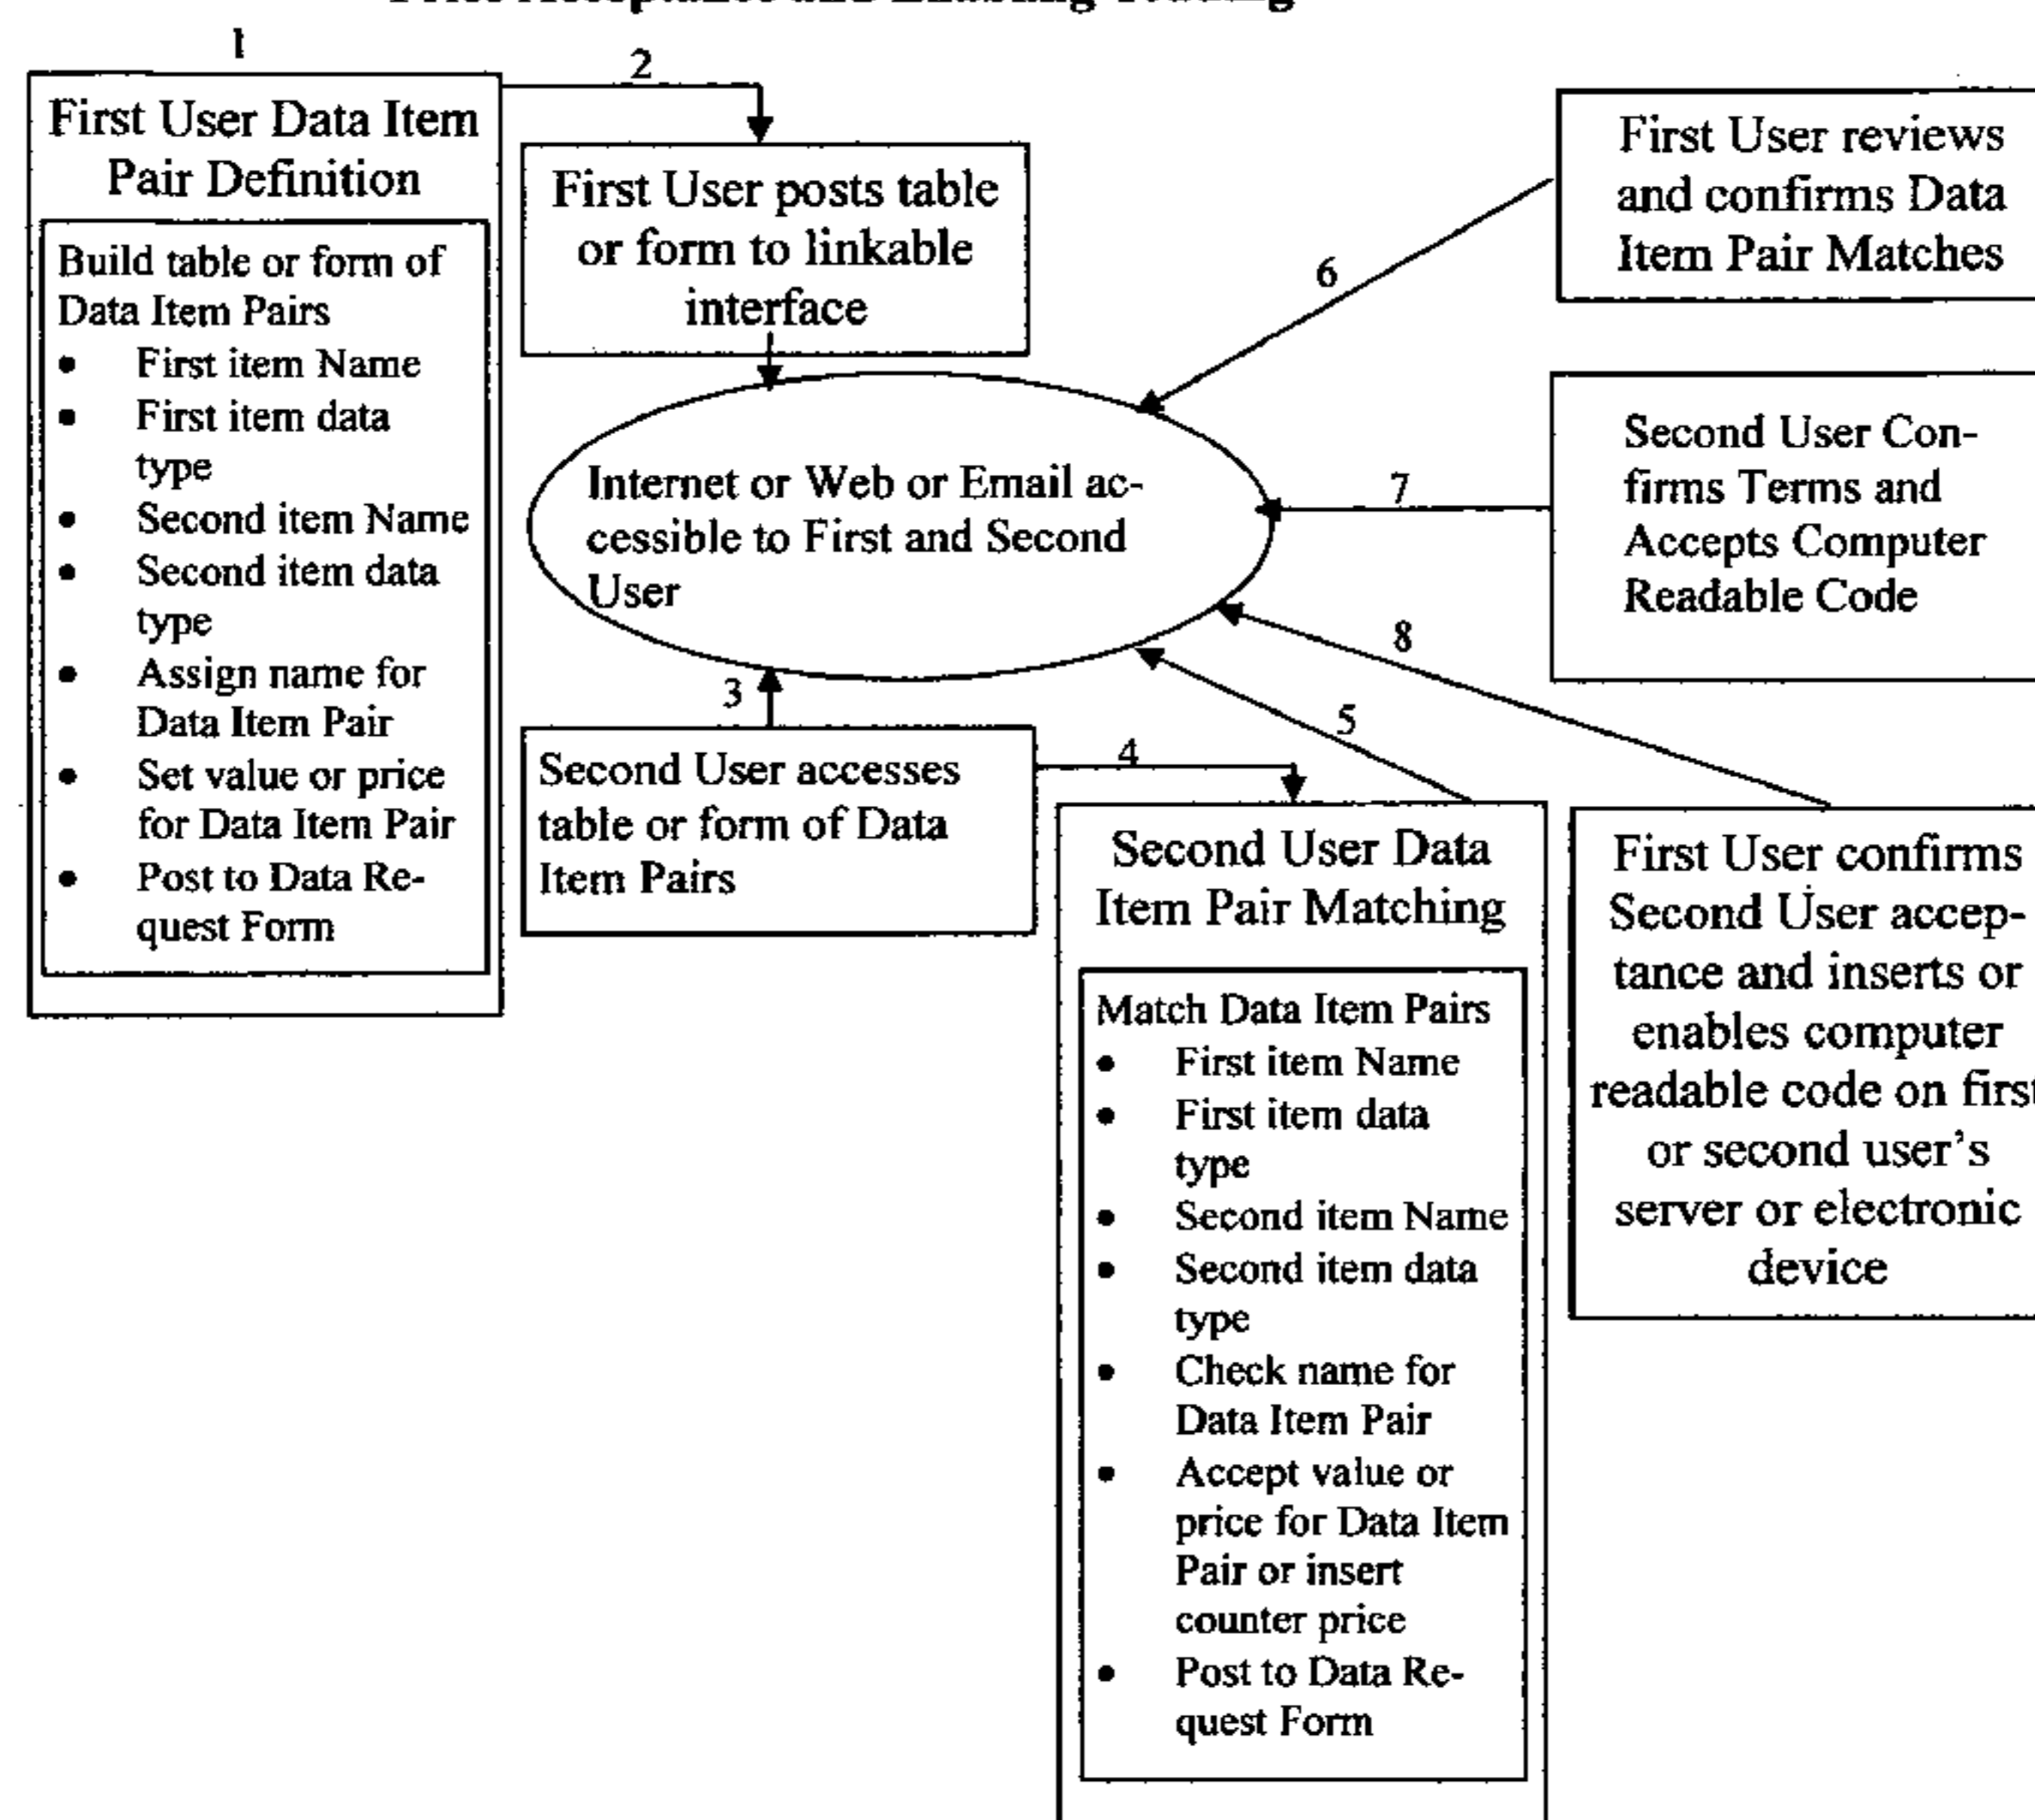 1
2
First User Data Item
Pair Definition
Build table or form of
Data Item Pairs
• First item Name
• First item data
type
• Second item Name
• Second item data
type
• Assign name for
Data Item Pair
• Set value or price
for Data Item Pair
• Post to Data Re-
quest Form
First User posts table
or form to linkable
interface
Internet or Web or Email ac-
cessible to First and Second
User
3
Second User accesses
table or form of Data
Item Pairs
4
5
Second User Data
Item Pair Matching
Match Data Item Pairs
• First item Name
• First item data
type
• Second item Name
• Second item data
type
• Check name for
Data Item Pair
• Accept value or
price for Data Item
Pair or insert
counter price
• Post to Data Re-
quest Form
6
First User reviews
and confirms Data
Item Pair Matches
7
Second User Con-
firms Terms and
Accepts Computer
Readable Code
8
First User confirms
Second User accep-
tance and inserts or
enables computer
readable code on first
or second user's
server or electronic
device